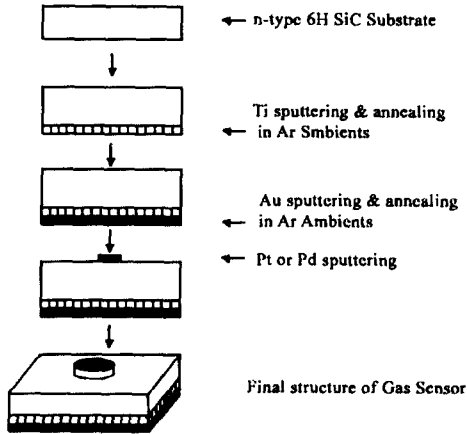 n-type 6H SiC Substrate
Ti sputtering & annealing
in Ar Smbients
Au sputtering & annealing
in Ar Ambients
Pt or Pd sputtering
Final structure of Gas Sensor